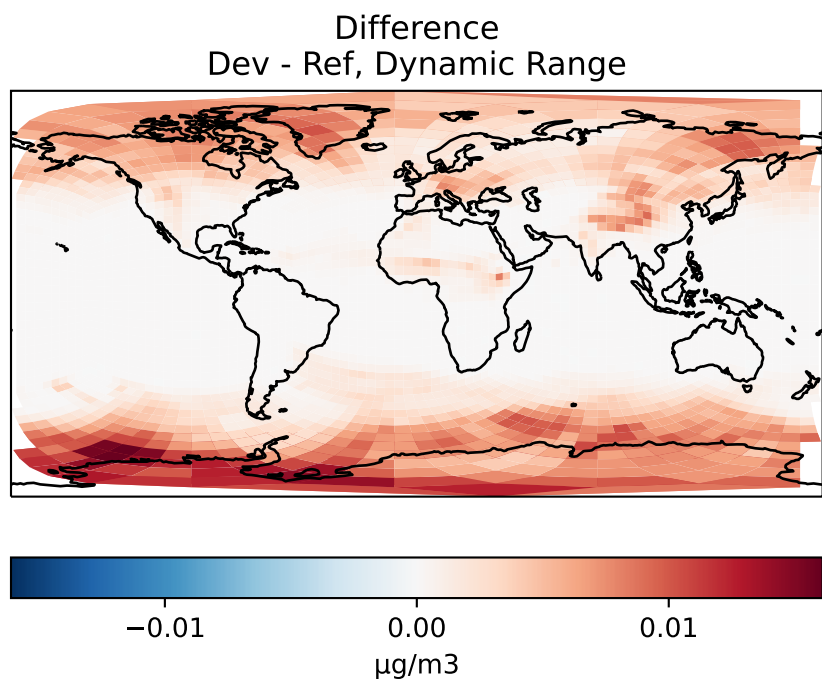 Difference
Dev - Ref, Dynamic Range
−0.01 0.00 0.01
μg/m3